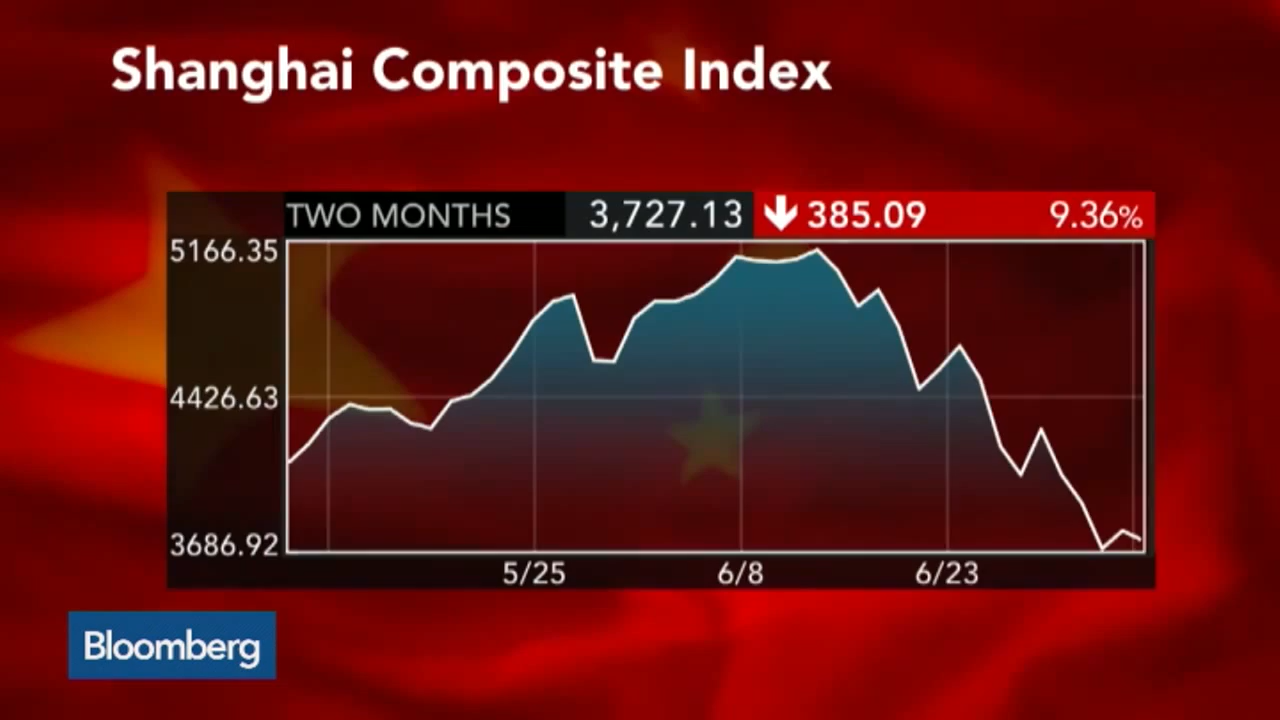 Shanghai Composite Index
TWO MONTHS 3,727.13 385.09 9.36%
5166.35
4426.63
3686.92
5/25 6/8 6/23
Bloomberg